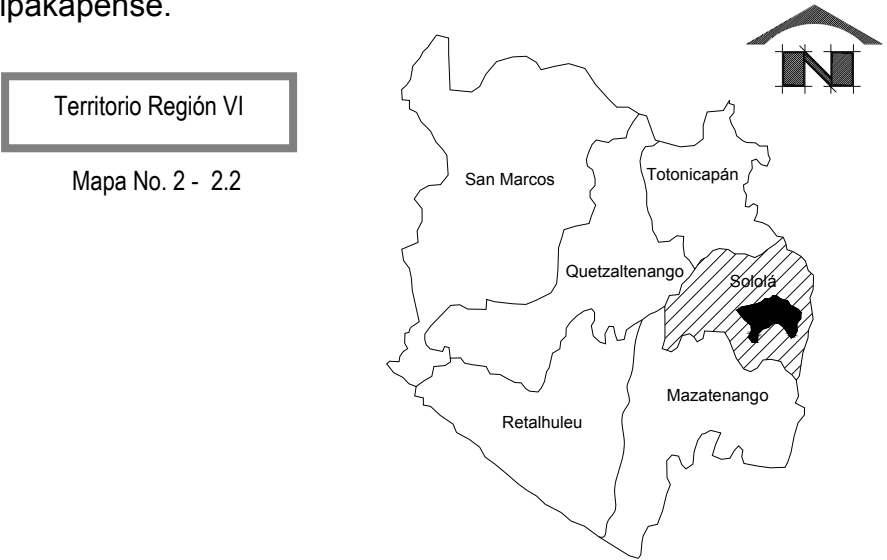 ipakapense.
Territorio Región VI
Mapa No. 2 - 2.2
N
San Marcos
Totonicapán
Quetzaltenango
Sololá
Mazatenango
Retalhuleu